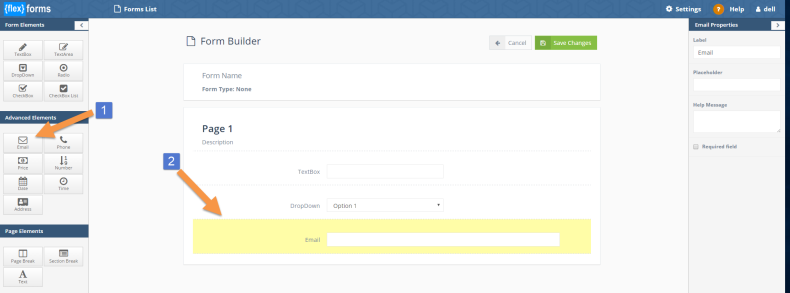 {flex} forms
Forms List
Settings
? Help
dell
Form Elements
TextBox
TextArea
DropDown
Radio
CheckBox
CheckBox List
Advanced Elements
Email
Phone
Price
Number
Date
Time
Address
Page Elements
Page Break
Section Break
A
Text
1
2
Form Builder
Cancel
Save Changes
Form Name
Form Type: None
Page 1
Description
TextBox
DropDown
Option 1
Email
Email Properties
Label
Email
Placeholder
Help Message
Required field